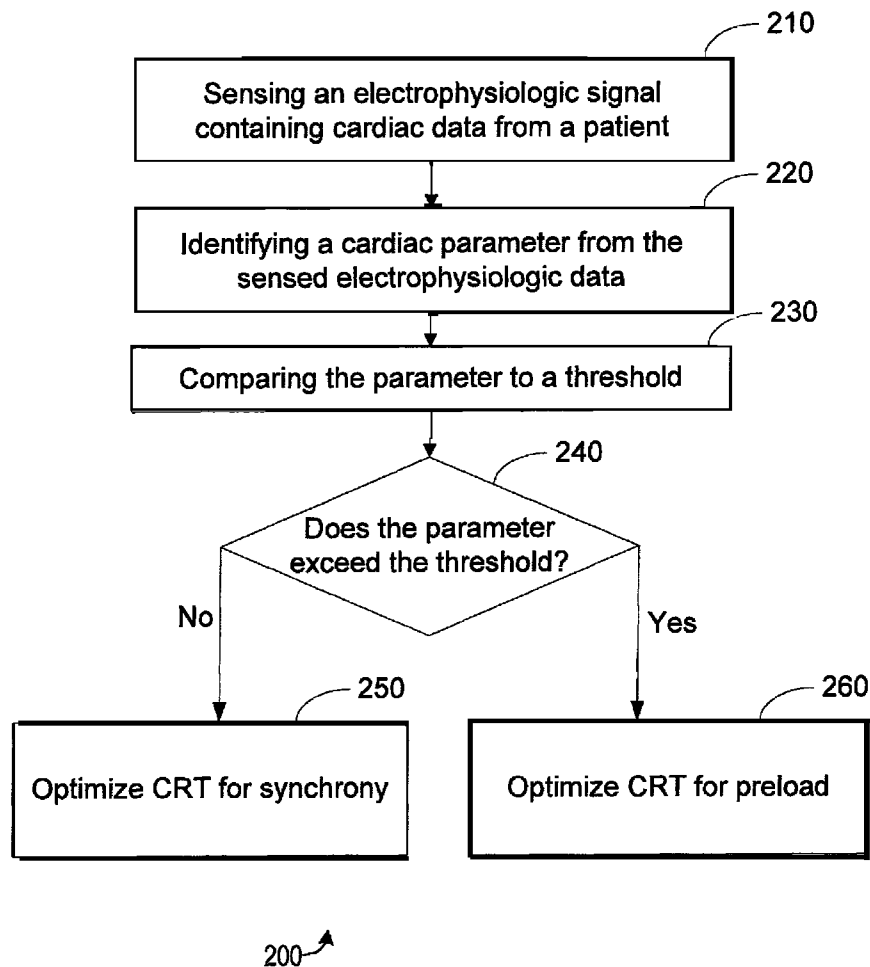 210
Sensing an electrophysiologic signal
containing cardiac data from a patient
220
Identifying a cardiac parameter from the
sensed electrophysiologic data
230
Comparing the parameter to a threshold
240
Does the parameter
exceed the threshold?
No
Yes
250
260
Optimize CRT for synchrony
Optimize CRT for preload
200